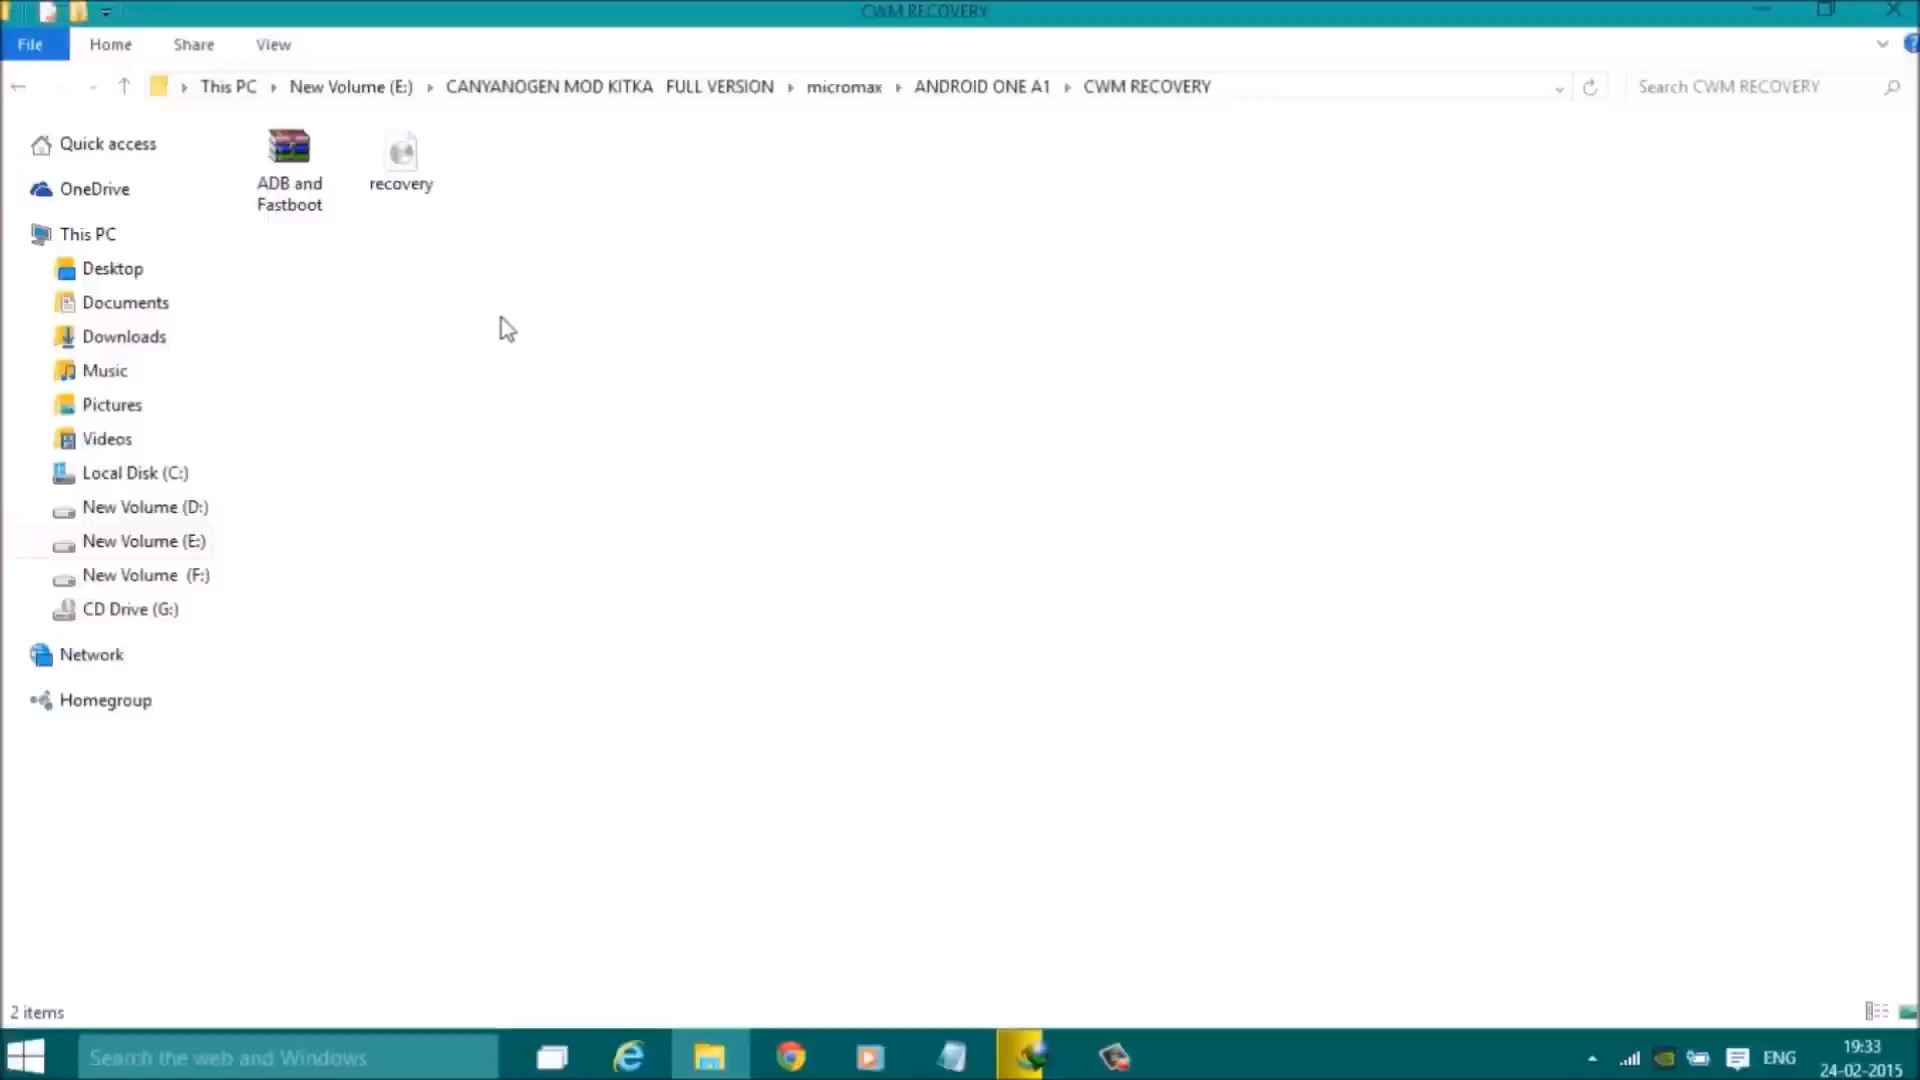 CWM RECOVERY
File Home Share View
This PC New Volume (E:) CANYANOGEN MOD KITKA FULL VERSION micromax ANDROID ONE A1 CWM RECOVERY
Search CWM RECOVERY
Quick access
OneDrive
This PC
Desktop
Documents
Downloads
Music
Pictures
Videos
Local Disk (C:)
New Volume (D:)
New Volume (E:)
New Volume (F:)
CD Drive (G:)
Network
Homegroup
ADB and
Fastboot
recovery
2 items
Search the web and Windows
ENG
19:33
24-02-2015